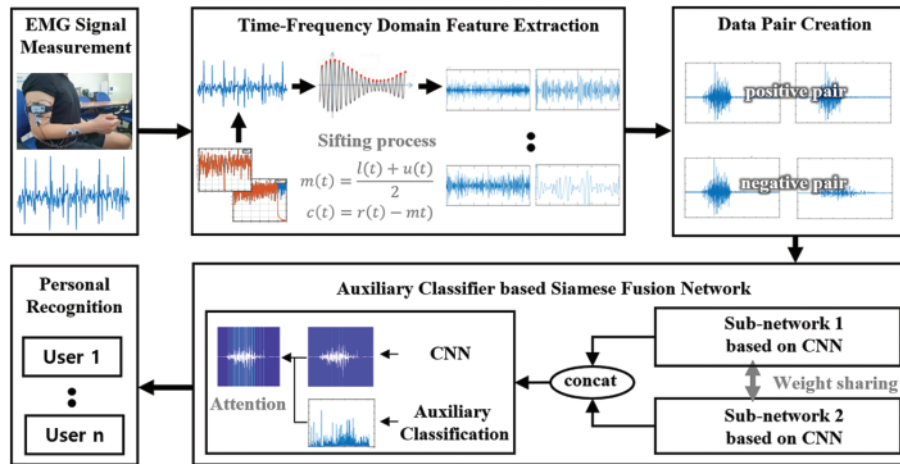 EMG Signal
Measurement
Time-Frequency Domain Feature Extraction
Sifting process
m(t) = l(t) + u(t) / 2
c(t) = r(t) − mt)
Data Pair Creation
positive pair
negative pair
Auxiliary Classifier based Siamese Fusion Network
Sub-network 1
based on CNN
Weight sharing
Sub-network 2
based on CNN
concat
CNN
Attention
Auxiliary
Classification
Personal
Recognition
User 1
User n